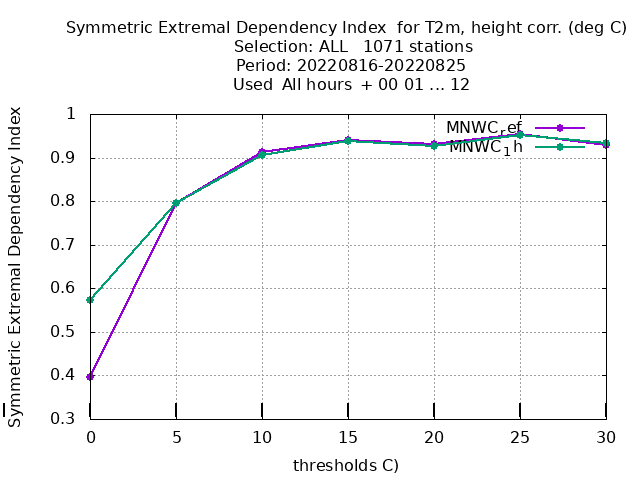 Symmetric Extremal Dependency Index  for T2m, height corr. (deg C)
Selection: ALL   1071 stations
Period: 20220816-20220825
Used  All hours  + 00 01 ... 12
Symmetric Extremal Dependency Index
1
0.9
0.8
0.7
0.6
0.5
0.4
0.3
MNWCref
MNWC1h
0 5 10 15 20 25 30
thresholds C)